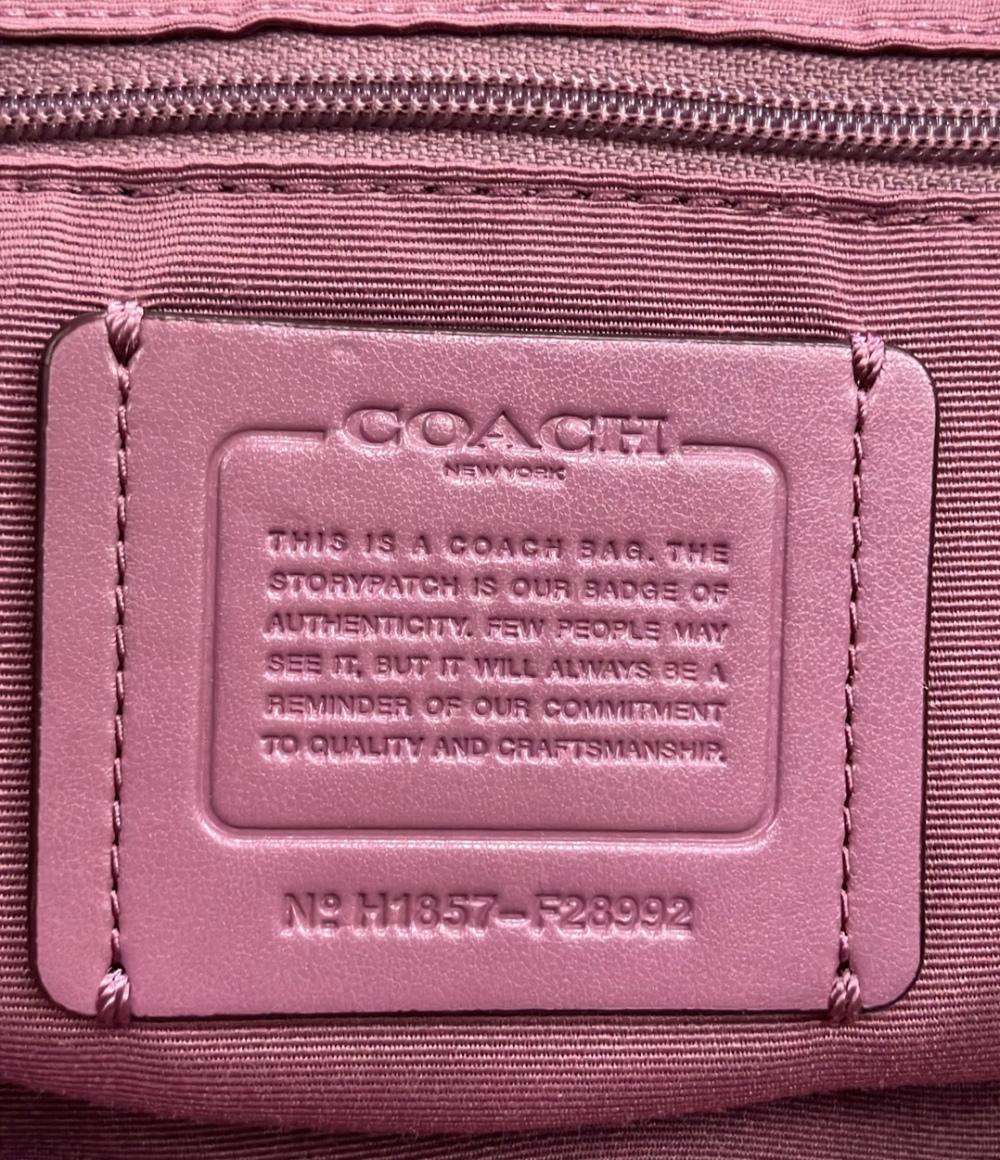 COACH
NEW YORK
THIS IS A COACH BAG. THE
STORYPATCH IS OUR BADGE OF
AUTHENTICITY. FEW PEOPLE MAY
SEE IT, BUT IT WILL ALWAYS BE A
REMINDER OF OUR COMMITMENT
TO QUALITY AND CRAFTSMANSHIP.
Nº H1857–F28992